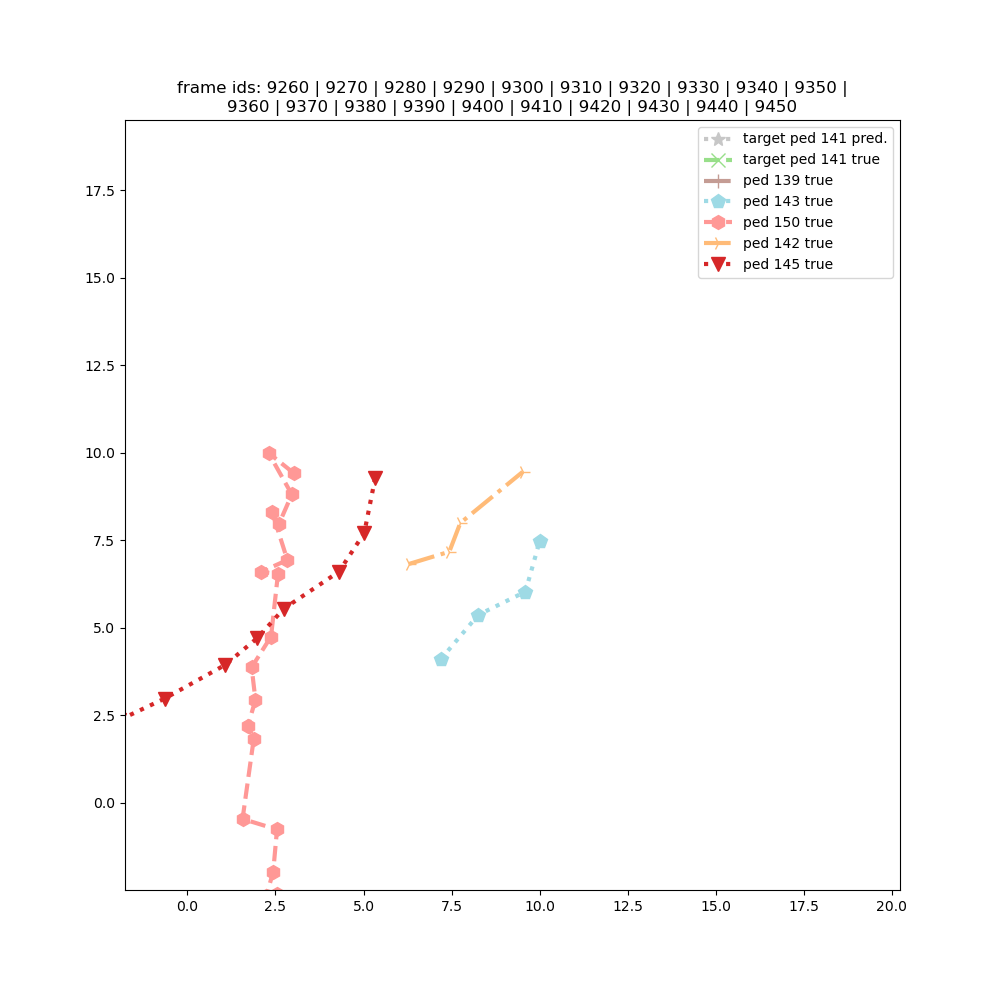 frame ids: 9260 | 9270 | 9280 | 9290 | 9300 | 9310 | 9320 | 9330 | 9340 | 9350 |
9360 | 9370 | 9380 | 9390 | 9400 | 9410 | 9420 | 9430 | 9440 | 9450
target ped 141 pred.
target ped 141 true
ped 139 true
ped 143 true
ped 150 true
ped 142 true
ped 145 true
17.5
15.0
12.5
10.0
7.5
5.0
2.5
0.0
0.0 2.5 5.0 7.5 10.0 12.5 15.0 17.5 20.0